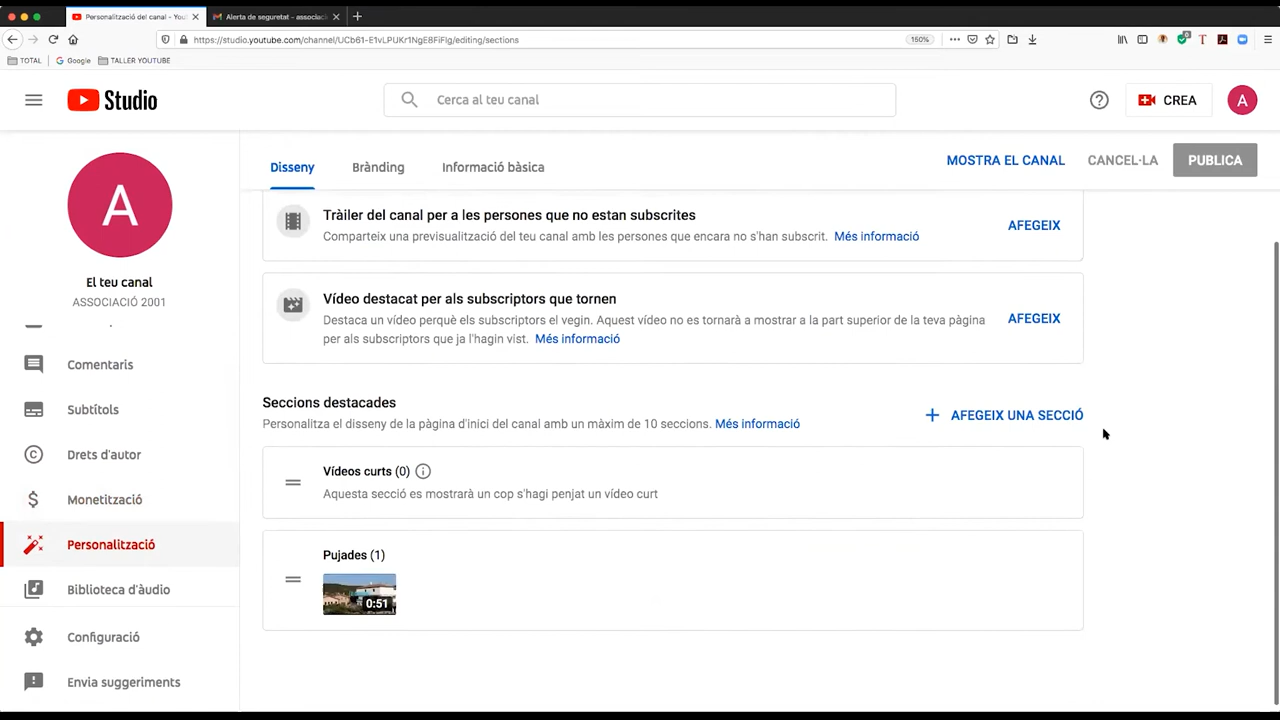 Personalització del canal - You
Alerta de seguretat - associac
https://studio.youtube.com/channel/UCb61-E1vLPUKr1NgE8FiFIg/editing/sections
150%
TOTAL
Google
TALLER YOUTUBE
Studio
Cerca al teu canal
CREA
A
A
El teu canal
ASSOCIACIÓ 2001
Comentaris
Subtítols
Drets d'autor
Monetització
Personalització
Biblioteca d'àudio
Configuració
Envia suggeriments
Disseny
Brànding
Informació bàsica
MOSTRA EL CANAL
CANCEL·LA
PUBLICA
Tràiler del canal per a les persones que no estan subscrites
Comparteix una previsualització del teu canal amb les persones que encara no s'han subscrit. Més informació
AFEGEIX
Vídeo destacat per als subscriptors que tornen
Destaca un vídeo perquè els subscriptors el vegin. Aquest vídeo no es tornarà a mostrar a la part superior de la teva pàgina
per als subscriptors que ja l'hagin vist. Més informació
AFEGEIX
Seccions destacades
Personalitza el disseny de la pàgina d'inici del canal amb un màxim de 10 seccions. Més informació
AFEGEIX UNA SECCIÓ
Vídeos curts (0)
Aquesta secció es mostrarà un cop s'hagi penjat un vídeo curt
Pujades (1)
0:51